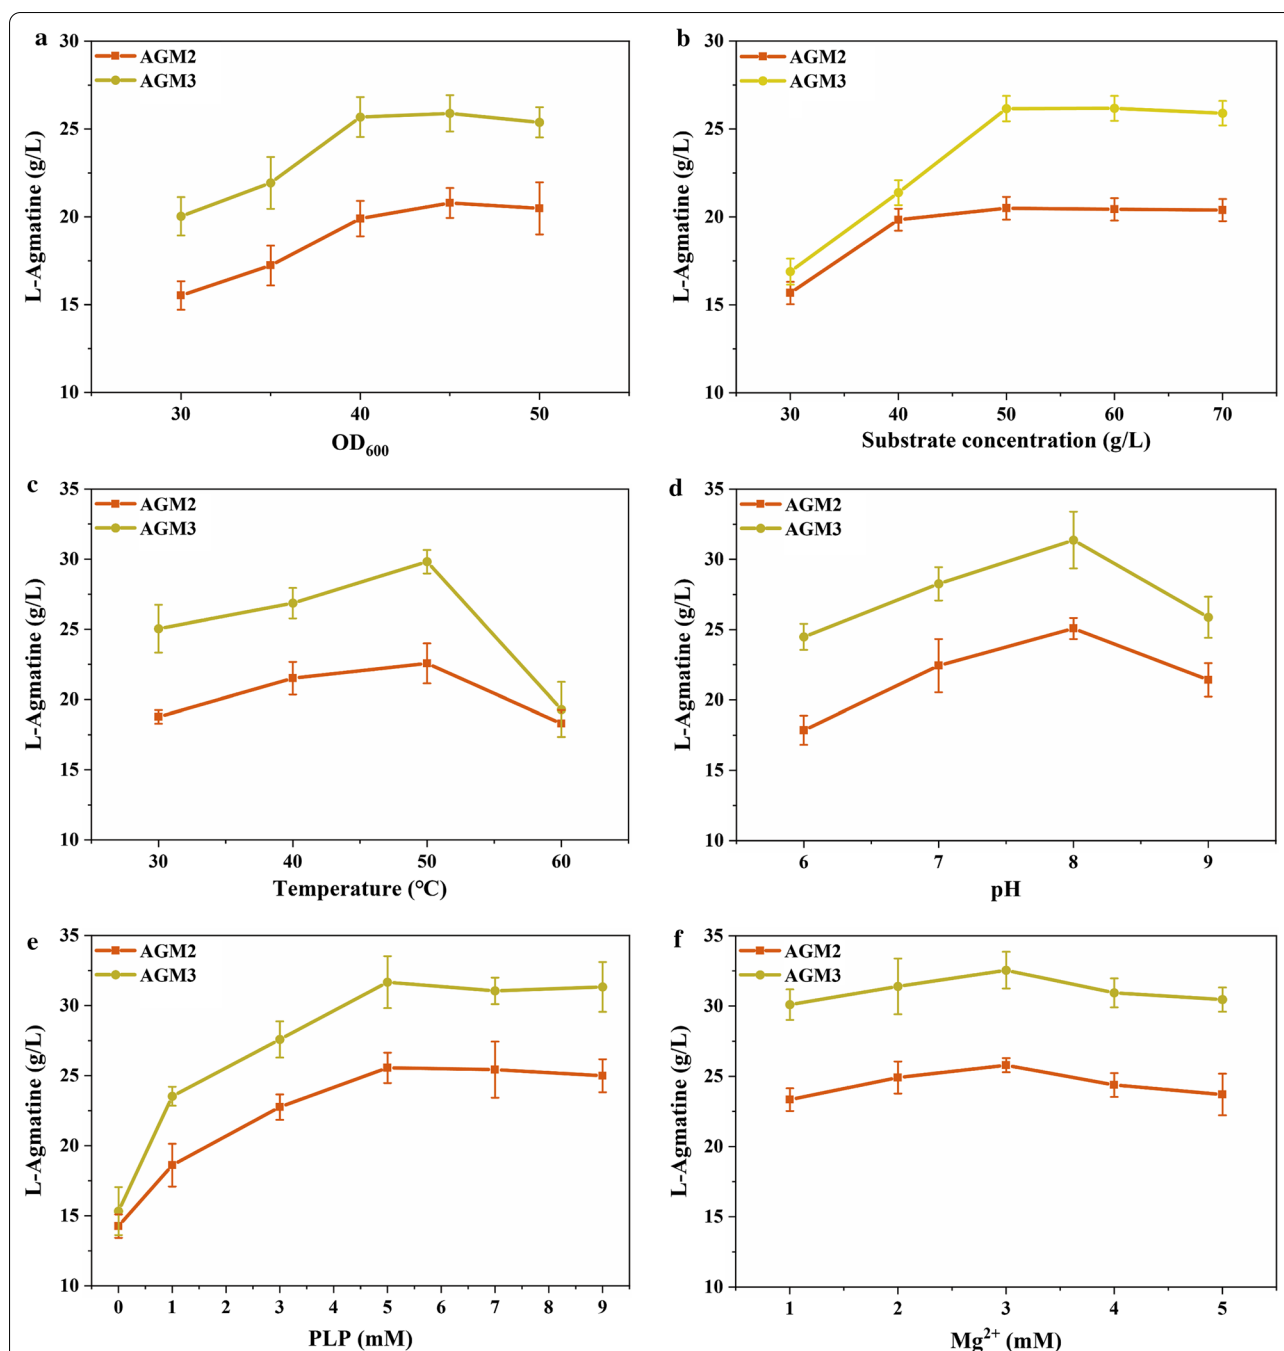 a
AGM2
AGM3
L-Agmatine (g/L)
30
25
20
15
10
30 40 50
OD600
b
AGM2
AGM3
L-Agmatine (g/L)
30
25
20
15
10
30 40 50 60 70
Substrate concentration (g/L)
c
AGM2
AGM3
L-Agmatine (g/L)
35
30
25
20
15
10
30 40 50 60
Temperature (°C)
d
AGM2
AGM3
L-Agmatine (g/L)
35
30
25
20
15
10
6 7 8 9
pH
e
AGM2
AGM3
L-Agmatine (g/L)
35
30
25
20
15
10
0 1 2 3 4 5 6 7 8 9
PLP (mM)
f
AGM2
AGM3
L-Agmatine (g/L)
35
30
25
20
15
10
1 2 3 4 5
Mg2+ (mM)